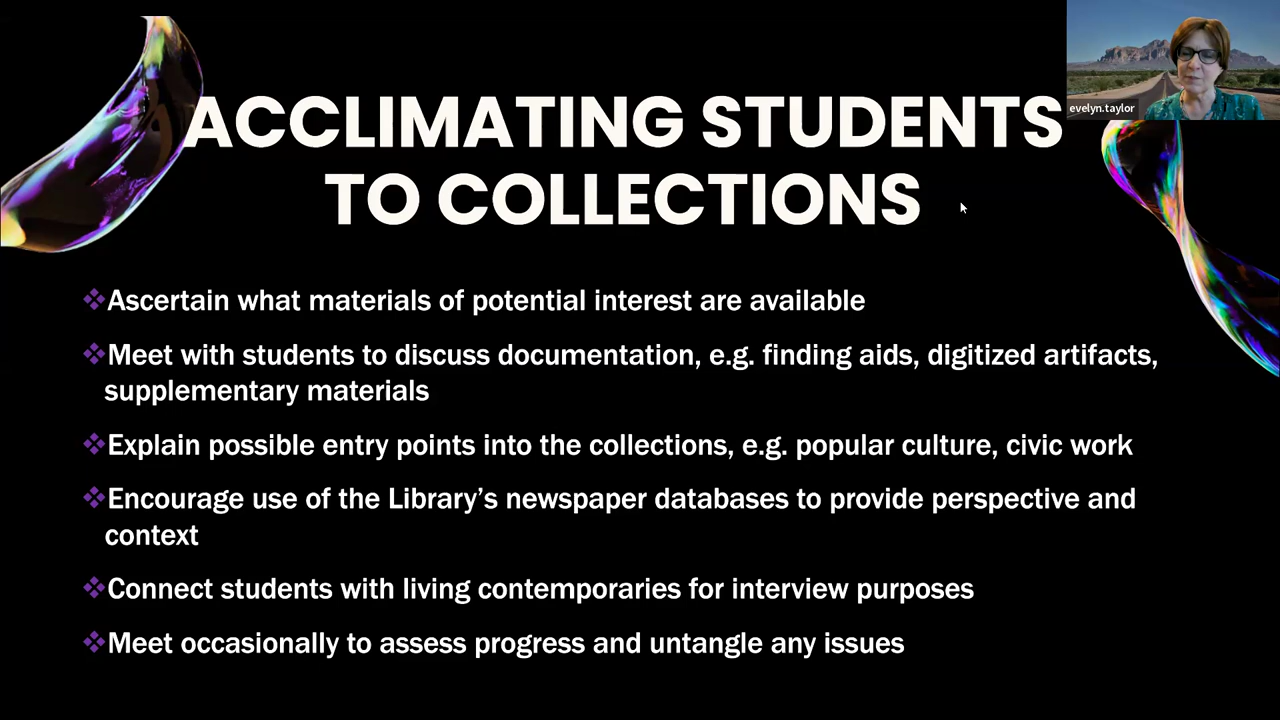 evelyn.taylor
ACCLIMATING STUDENTS
TO COLLECTIONS
❖Ascertain what materials of potential interest are available
❖Meet with students to discuss documentation, e.g. finding aids, digitized artifacts,
supplementary materials
❖Explain possible entry points into the collections, e.g. popular culture, civic work
❖Encourage use of the Library’s newspaper databases to provide perspective and
context
❖Connect students with living contemporaries for interview purposes
❖Meet occasionally to assess progress and untangle any issues